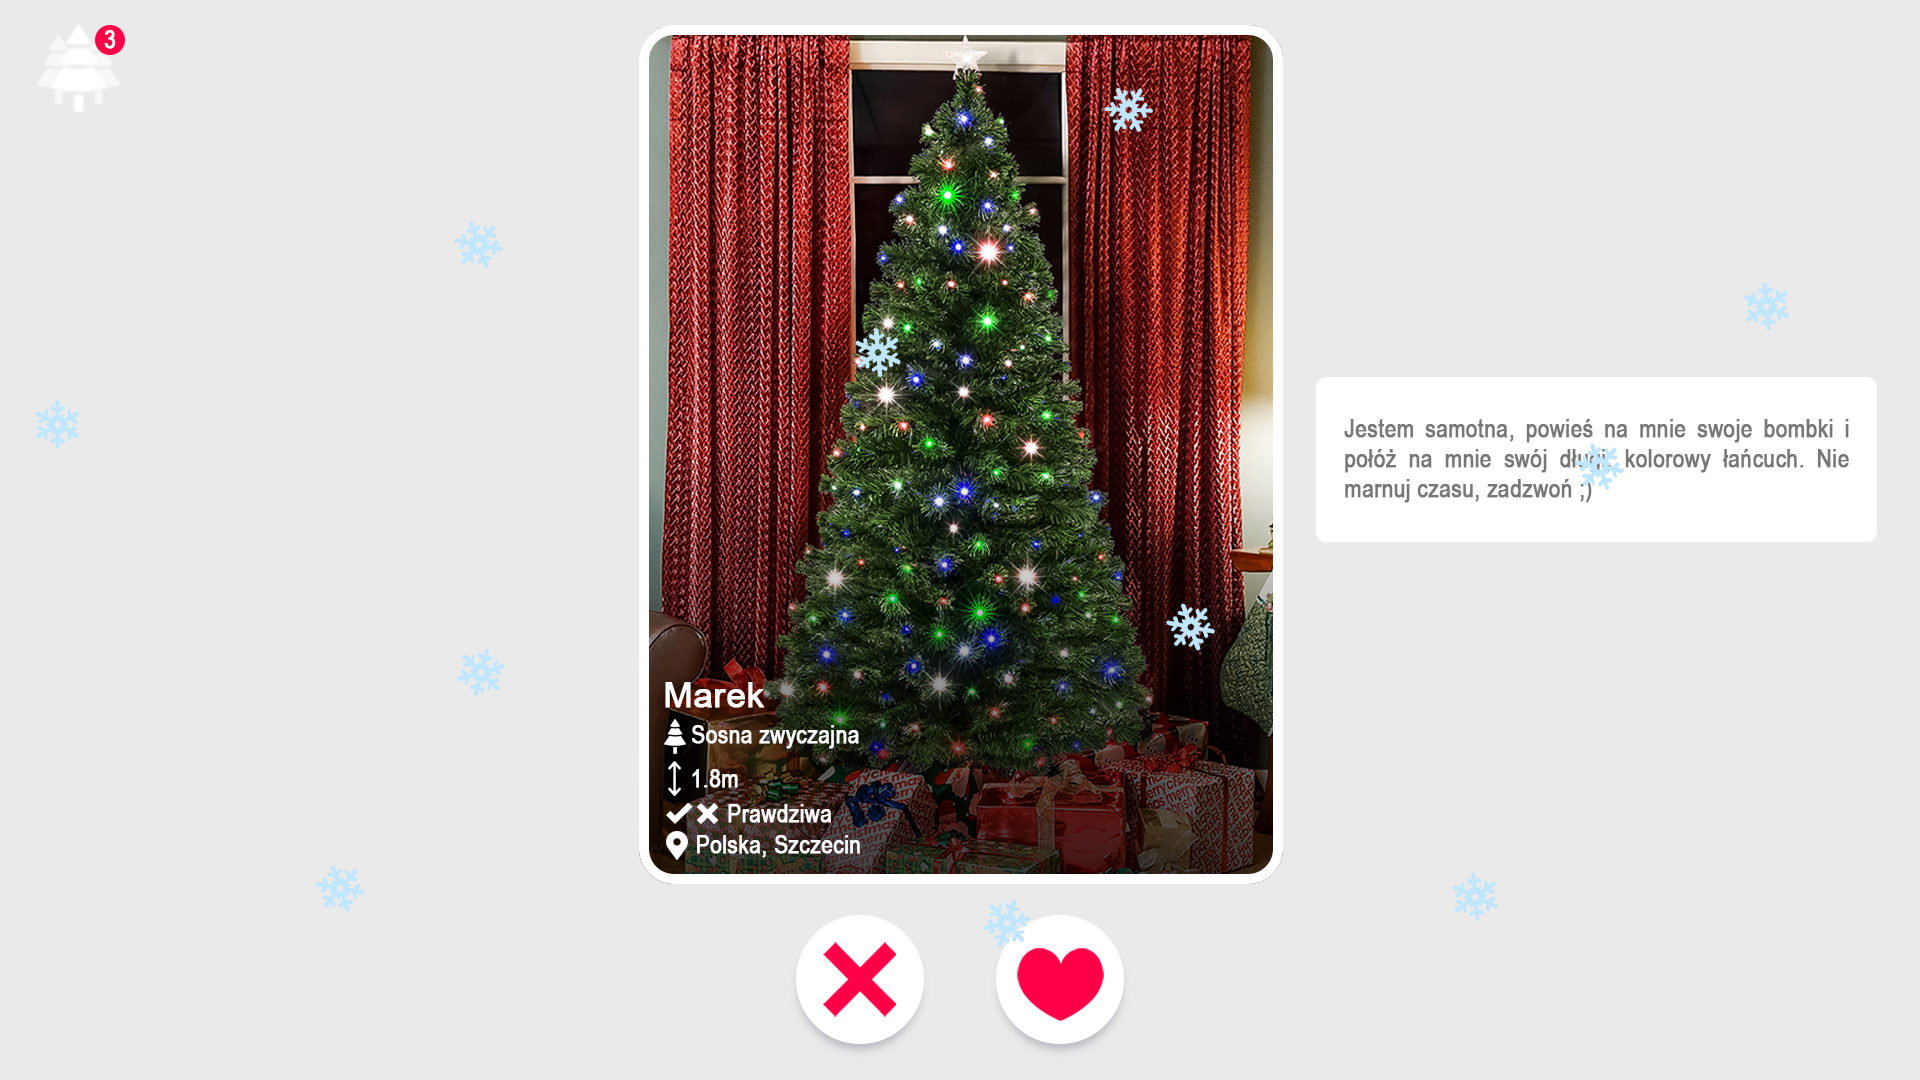 3
Marek
Sosna zwyczajna
1.8m
Prawdziwa
Polska, Szczecin
Jestem samotna, powieś na mnie swoje bombki i
połóż na mnie swój długi, kolorowy łańcuch. Nie
marnuj czasu, zadzwoń ;)